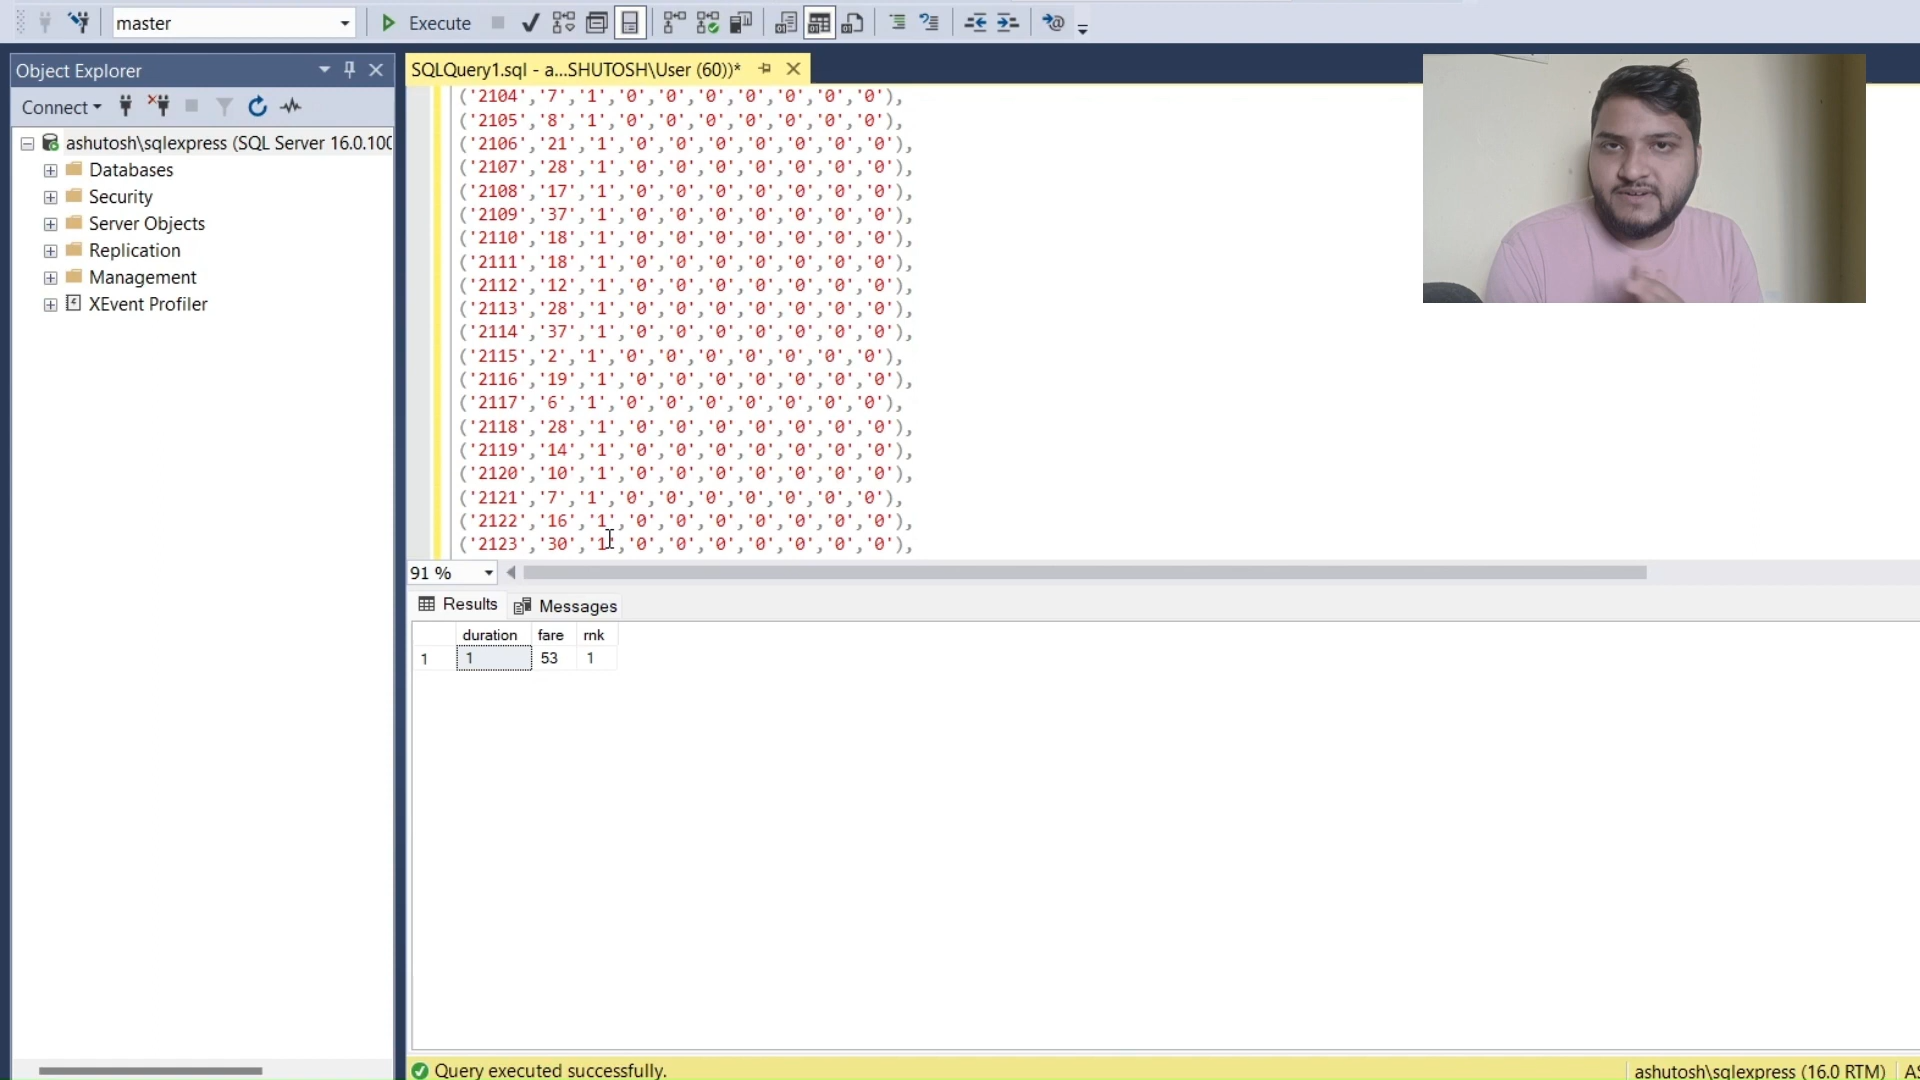 master
Execute
Object Explorer
Connect
ashutosh\sqlexpress (SQL Server 16.0.100
Databases
Security
Server Objects
Replication
Management
XEvent Profiler
SQLQuery1.sql - a...SHUTOSH\User (60))*
('2104','7','1','0','0','0','0','0','0','0'),
('2105','8','1','0','0','0','0','0','0','0'),
('2106','21','1','0','0','0','0','0','0','0'),
('2107','28','1','0','0','0','0','0','0','0'),
('2108','17','1','0','0','0','0','0','0','0'),
('2109','37','1','0','0','0','0','0','0','0'),
('2110','18','1','0','0','0','0','0','0','0'),
('2111','18','1','0','0','0','0','0','0','0'),
('2112','12','1','0','0','0','0','0','0','0'),
('2113','28','1','0','0','0','0','0','0','0'),
('2114','37','1','0','0','0','0','0','0','0'),
('2115','2','1','0','0','0','0','0','0','0'),
('2116','19','1','0','0','0','0','0','0','0'),
('2117','6','1','0','0','0','0','0','0','0'),
('2118','28','1','0','0','0','0','0','0','0'),
('2119','14','1','0','0','0','0','0','0','0'),
('2120','10','1','0','0','0','0','0','0','0'),
('2121','7','1','0','0','0','0','0','0','0'),
('2122','16','1','0','0','0','0','0','0','0'),
('2123','30','1','0','0','0','0','0','0','0'),
91 %
Results Messages
duration fare rnk
1 1 53 1
Query executed successfully.
ashutosh\sqlexpress (16.0 RTM) AS